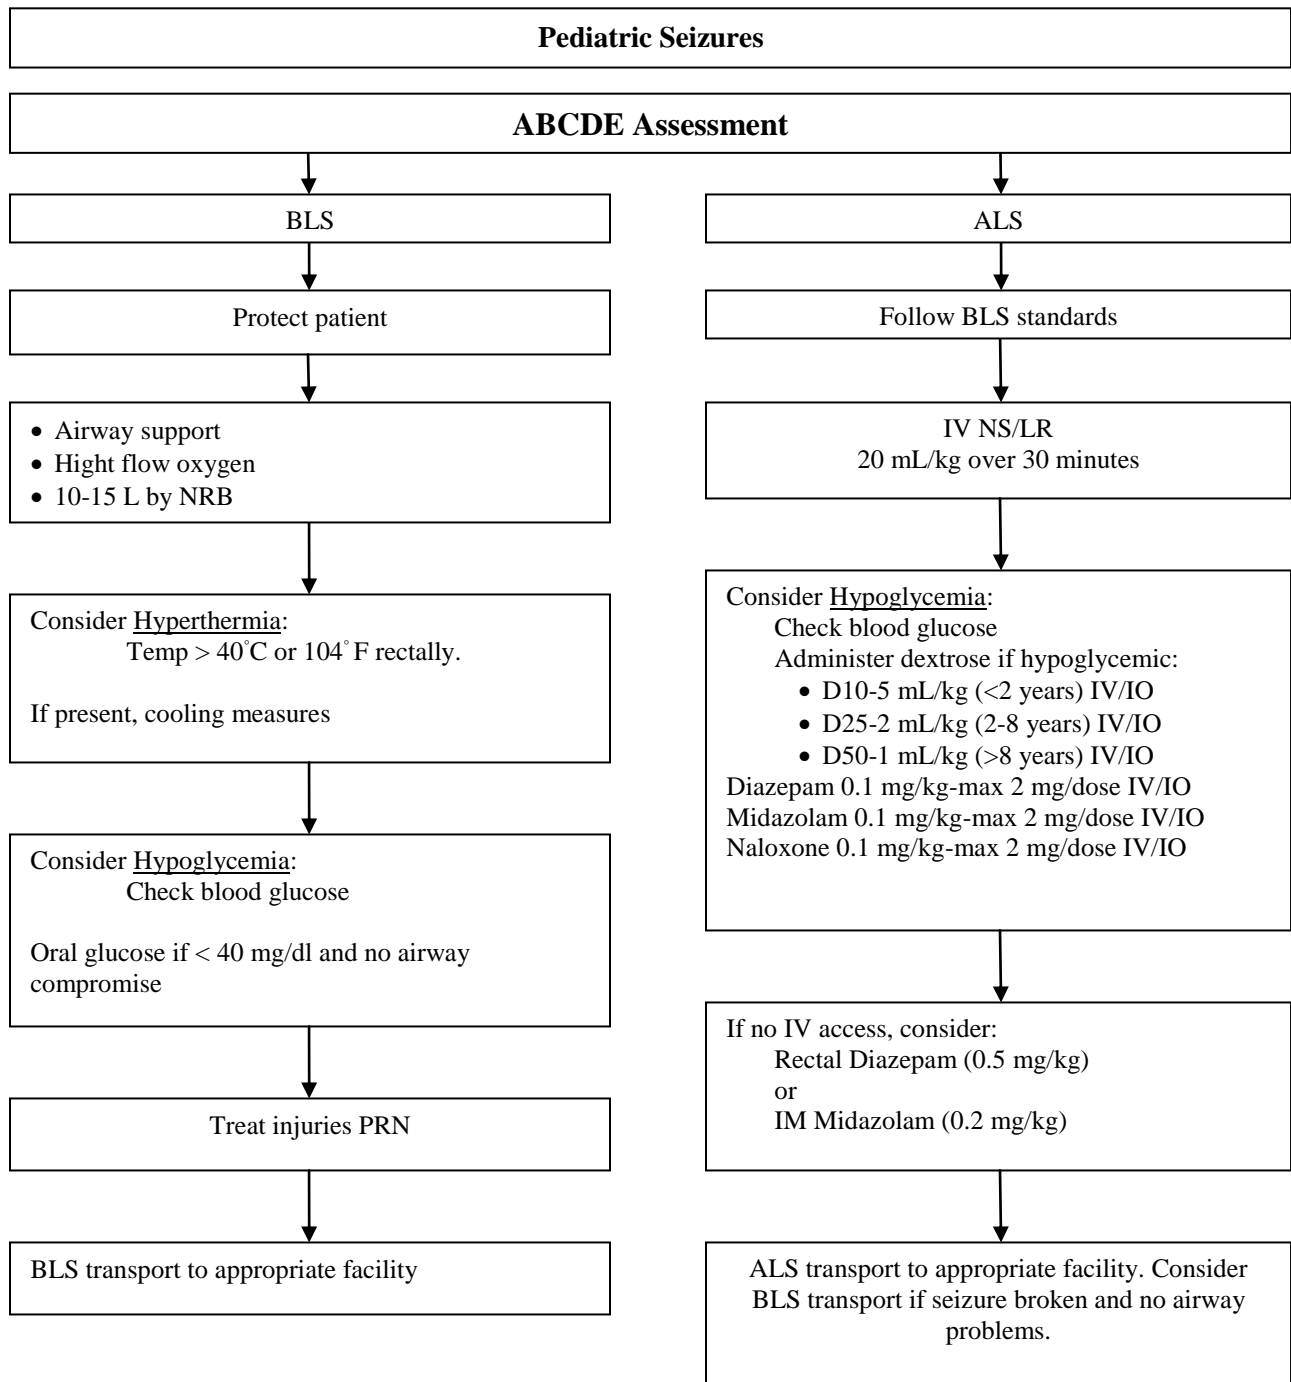 Pediatric Seizures
ABCDE Assessment
BLS
Protect patient
• Airway support
• Hight flow oxygen
• 10-15 L by NRB
Consider Hyperthermia:
Temp > 40°C or 104°F rectally.
If present, cooling measures
Consider Hypoglycemia:
Check blood glucose
Oral glucose if < 40 mg/dl and no airway
compromise
Treat injuries PRN
BLS transport to appropriate facility
ALS
Follow BLS standards
IV NS/LR
20 mL/kg over 30 minutes
Consider Hypoglycemia:
Check blood glucose
Administer dextrose if hypoglycemic:
• D10-5 mL/kg (<2 years) IV/IO
• D25-2 mL/kg (2-8 years) IV/IO
• D50-1 mL/kg (>8 years) IV/IO
Diazepam 0.1 mg/kg-max 2 mg/dose IV/IO
Midazolam 0.1 mg/kg-max 2 mg/dose IV/IO
Naloxone 0.1 mg/kg-max 2 mg/dose IV/IO
If no IV access, consider:
Rectal Diazepam (0.5 mg/kg)
or
IM Midazolam (0.2 mg/kg)
ALS transport to appropriate facility. Consider
BLS transport if seizure broken and no airway
problems.